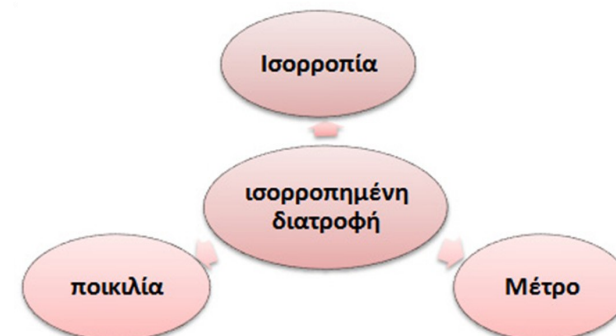 Ισορροπία
ισορροπημένη
διατροφή
ποικιλία
Μέτρο